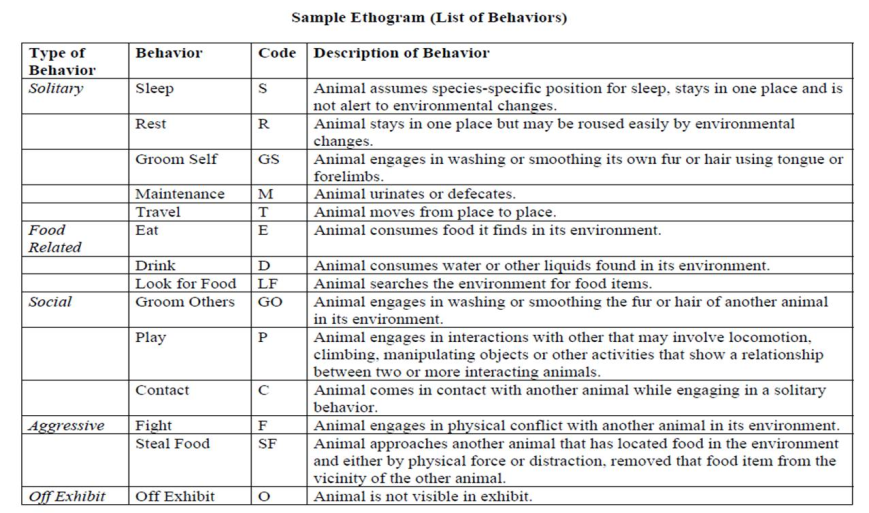 Sample Ethogram (List of Behaviors)
Type of Behavior Code Description of Behavior
Behavior
Solitary Sleep S Animal assumes species-specific position for sleep, stays in one place and is
not alert to environmental changes.
Rest R Animal stays in one place but may be roused easily by environmental
changes.
Groom Self GS Animal engages in washing or smoothing its own fur or hair using tongue or
forelimbs.
Maintenance M Animal urinates or defecates.
Travel T Animal moves from place to place.
Food Eat E Animal consumes food it finds in its environment.
Related
Drink D Animal consumes water or other liquids found in its environment.
Look for Food LF Animal searches the environment for food items.
Social Groom Others GO Animal engages in washing or smoothing the fur or hair of another animal
in its environment.
Play P Animal engages in interactions with other that may involve locomotion,
climbing, manipulating objects or other activities that show a relationship
between two or more interacting animals.
Contact C Animal comes in contact with another animal while engaging in a solitary
behavior.
Aggressive Fight F Animal engages in physical conflict with another animal in its environment.
Steal Food SF Animal approaches another animal that has located food in the environment
and either by physical force or distraction, removed that food item from the
vicinity of the other animal.
Off Exhibit Off Exhibit O Animal is not visible in exhibit.